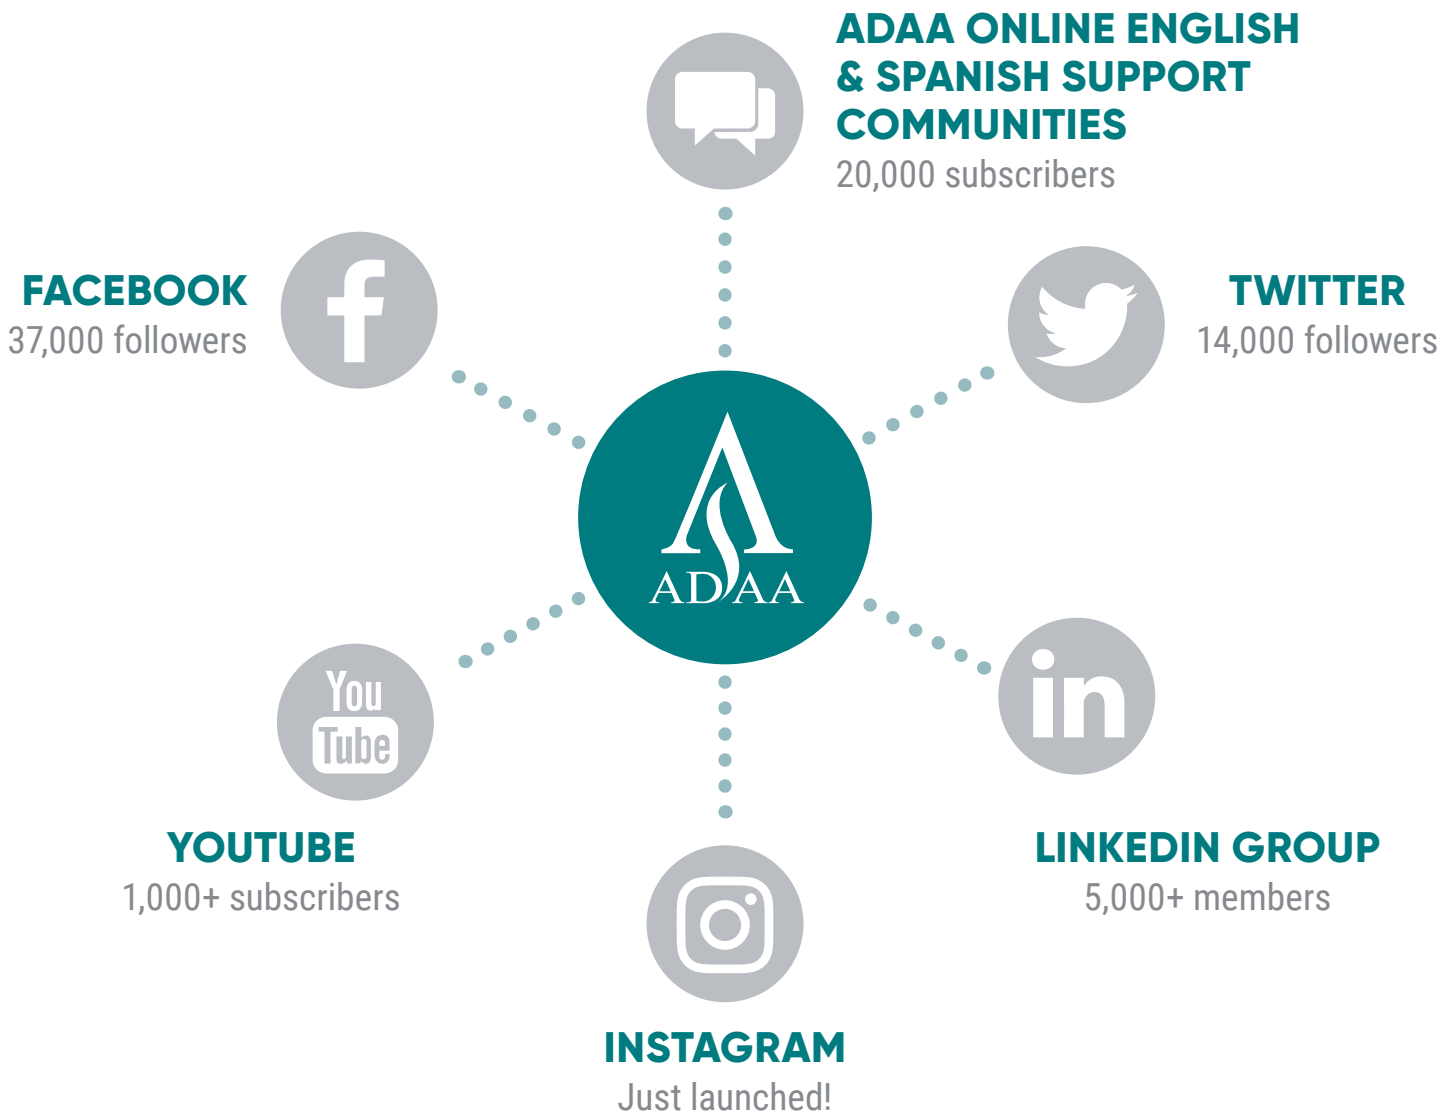 ADAA ONLINE ENGLISH
& SPANISH SUPPORT
COMMUNITIES
20,000 subscribers
FACEBOOK
37,000 followers
TWITTER
14,000 followers
ADAA
You
Tube
in
YOUTUBE
1,000+ subscribers
LINKEDIN GROUP
5,000+ members
INSTAGRAM
Just launched!